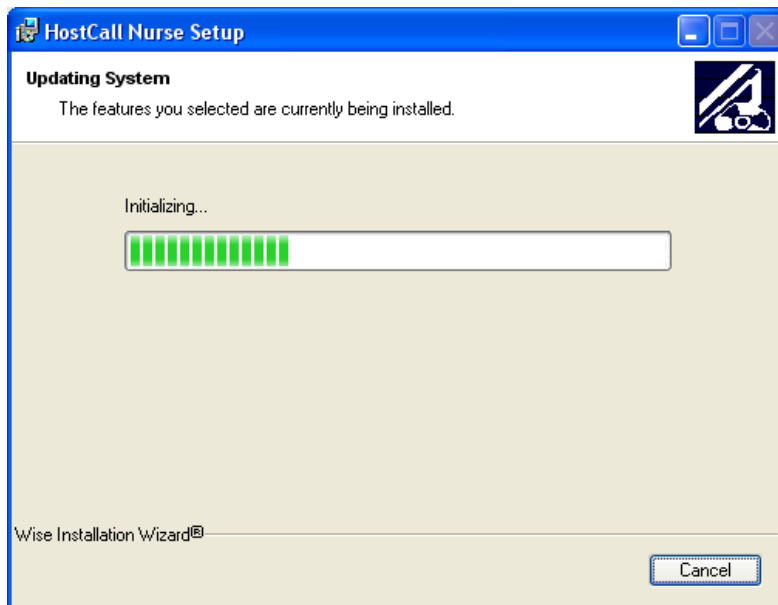 HostCall Nurse Setup
Updating System
The features you selected are currently being installed.
Initializing...
Wise Installation Wizard®
Cancel